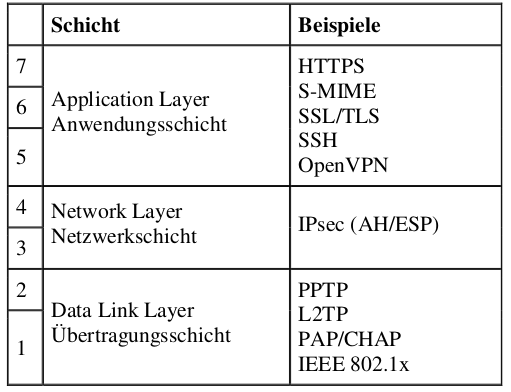 Schicht Beispiele
7
6
5
Application Layer
Anwendungsschicht
HTTPS
S-MIME
SSL/TLS
SSH
OpenVPN
4
3
Network Layer
Netzwerkschicht
IPsec (AH/ESP)
2
1
Data Link Layer
Übertragungsschicht
PPTP
L2TP
PAP/CHAP
IEEE 802.1x